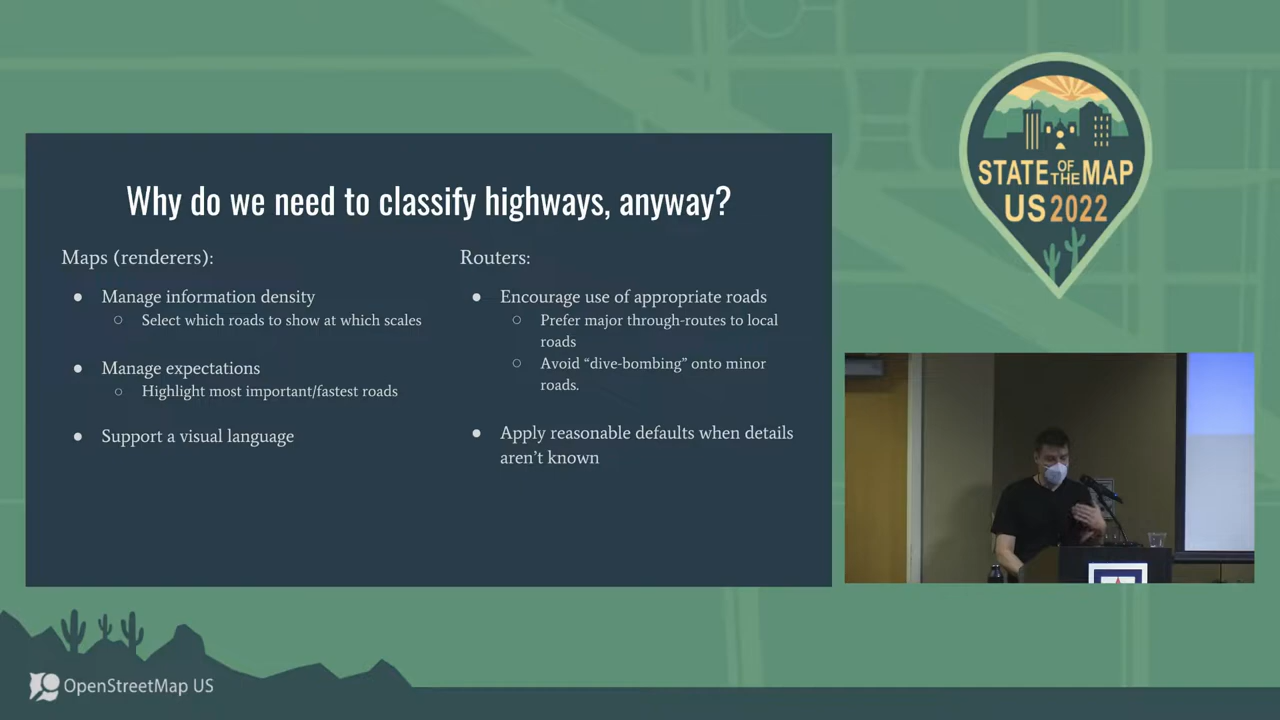 Why do we need to classify highways, anyway?
Maps (renderers):
● Manage information density
○ Select which roads to show at which scales
● Manage expectations
○ Highlight most important/fastest roads
● Support a visual language
Routers:
● Encourage use of appropriate roads
○ Prefer major through-routes to local
roads
○ Avoid “dive-bombing” onto minor
roads.
● Apply reasonable defaults when details
aren’t known
STATE OF THE MAP
US 2022
OpenStreetMap US